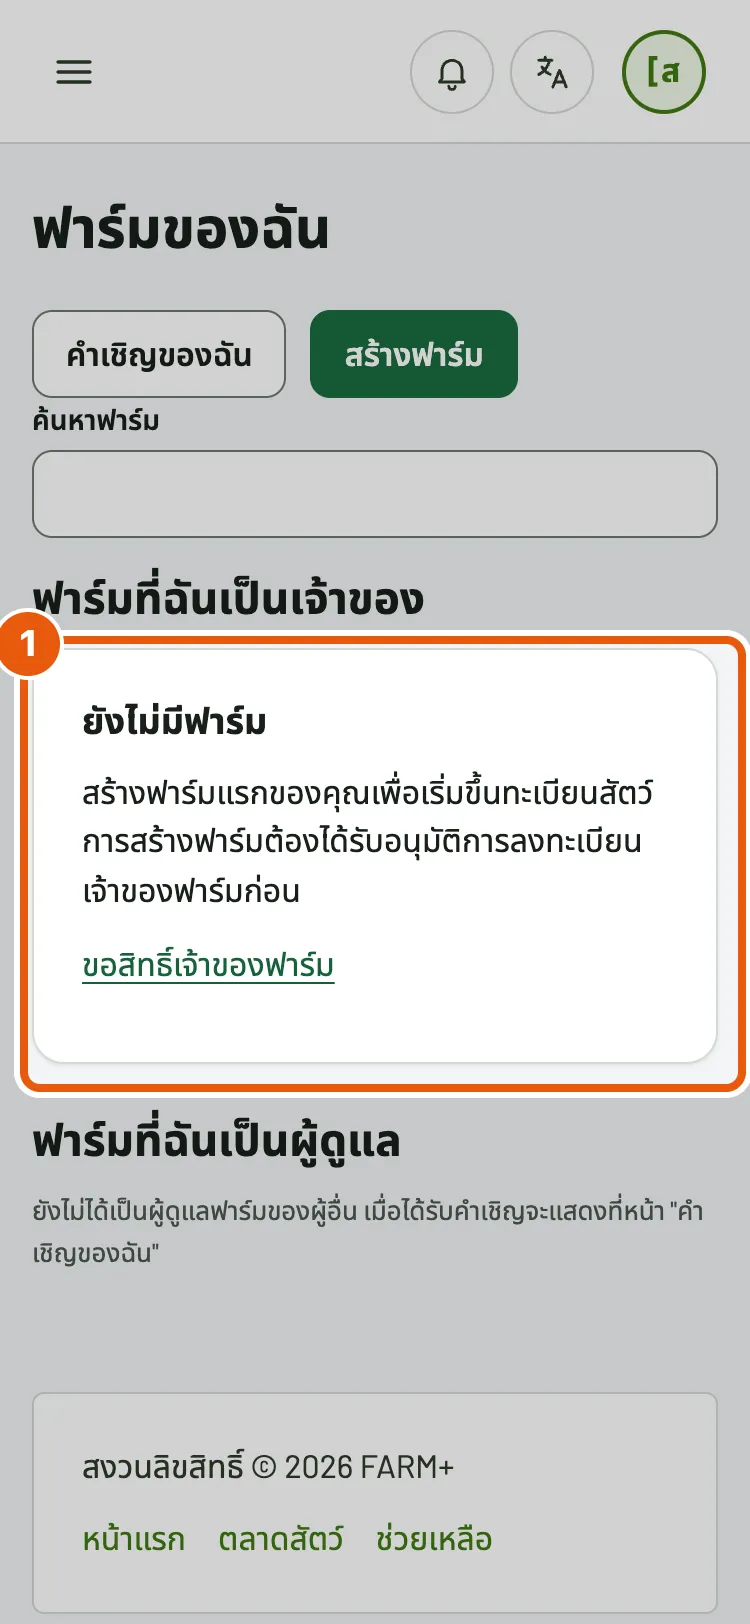 [ส
ฟาร์มของฉัน
คำเชิญของฉัน
สร้างฟาร์ม
ค้นหาฟาร์ม
ฟาร์มที่ฉันเป็นเจ้าของ
1
ยังไม่มีฟาร์ม
สร้างฟาร์มแรกของคุณเพื่อเริ่มขึ้นทะเบียนสัตว์
การสร้างฟาร์มต้องได้รับอนุมัติการลงทะเบียน
เจ้าของฟาร์มก่อน
ขอสิทธิ์เจ้าของฟาร์ม
ฟาร์มที่ฉันเป็นผู้ดูแล
ยังไม่ได้เป็นผู้ดูแลฟาร์มของผู้อื่น เมื่อได้รับคำเชิญจะแสดงที่หน้า "คำ
เชิญของฉัน"
สงวนลิขสิทธิ์ © 2026 FARM+
หน้าแรก ตลาดสัตว์ ช่วยเหลือ